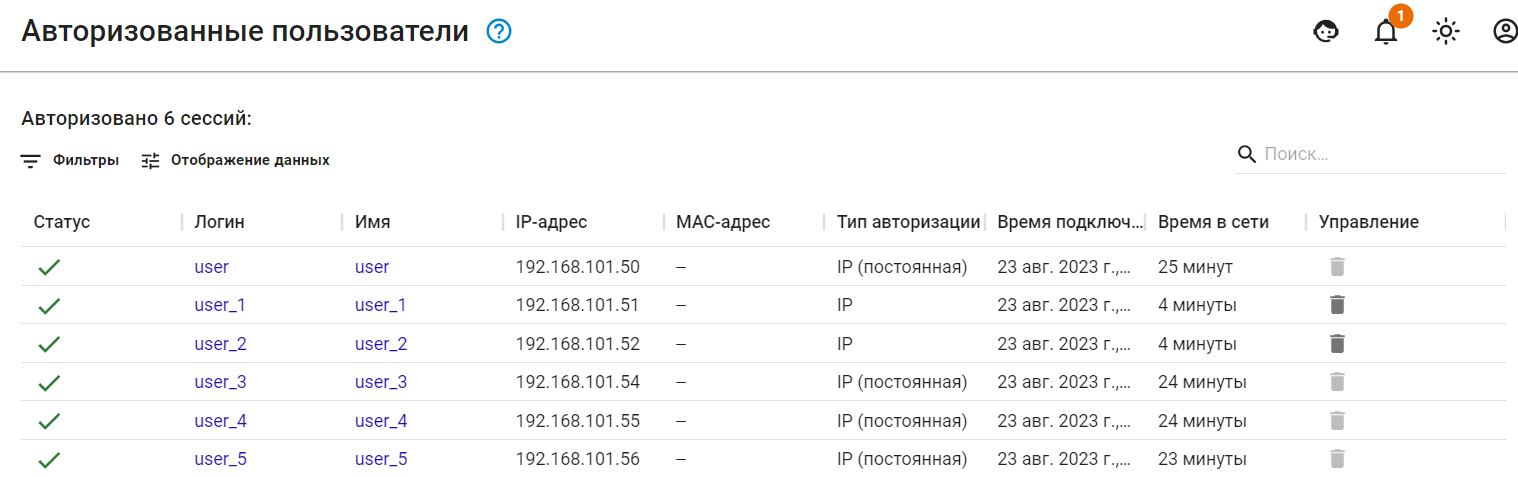 Авторизованные пользователи
1
Авторизовано 6 сессий:
Фильтры Отображение данных Поиск...
Статус Логин Имя IP-адрес MAC-адрес Тип авторизации Время подключ... Время в сети Управление
user user 192.168.101.50 – IP (постоянная) 23 авг. 2023 г.,... 25 минут
user_1 user_1 192.168.101.51 – IP 23 авг. 2023 г.,... 4 минуты
user_2 user_2 192.168.101.52 – IP 23 авг. 2023 г.,... 4 минуты
user_3 user_3 192.168.101.54 – IP (постоянная) 23 авг. 2023 г.,... 24 минуты
user_4 user_4 192.168.101.55 – IP (постоянная) 23 авг. 2023 г.,... 24 минуты
user_5 user_5 192.168.101.56 – IP (постоянная) 23 авг. 2023 г.,... 23 минуты